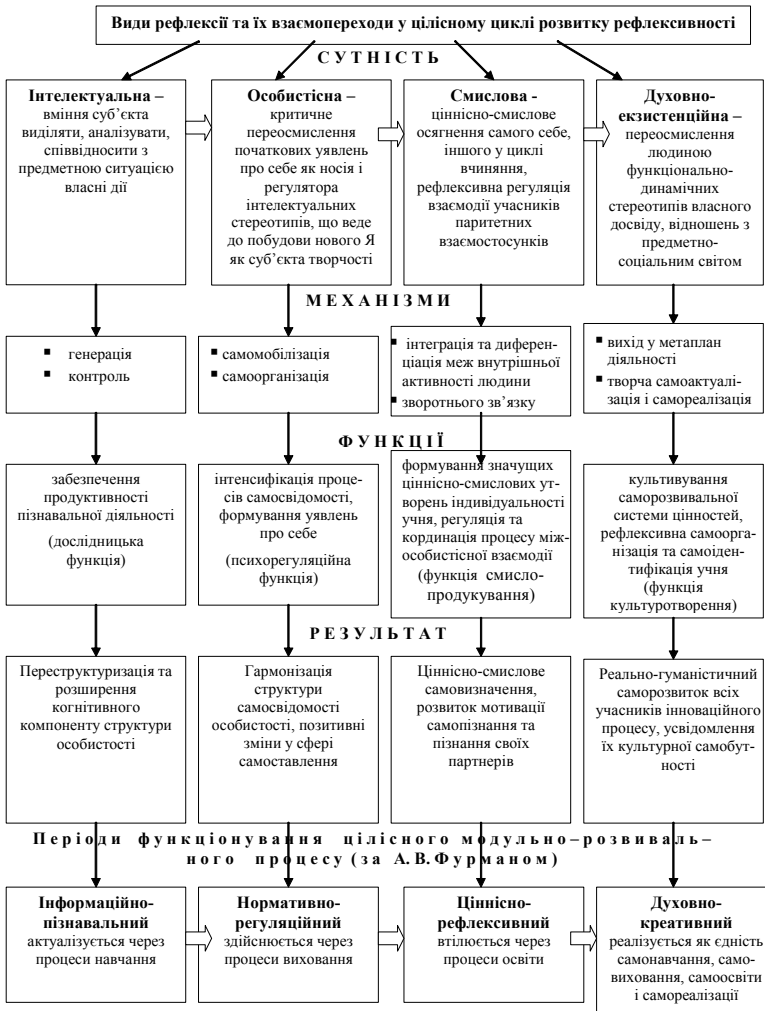 Види рефлексії та їх взаємопереходи у цілісному циклі розвитку рефлексивності
СУТНІСТЬ
Інтелектуальна –
вміння суб’єкта
виділяти, аналізувати,
співвідносити з
предметною ситуацією
власні дії
Особистісна –
критичне
переосмислення
початкових уявлень
про себе як носія і
регулятора
інтелектуальних
стереотипів, що веде
до побудови нового Я
як суб’єкта творчості
Смислова -
ціннісно-смислове
осягнення самого себе,
іншого у циклі
вчиняння,
рефлексивна регуляція
взаємодії учасників
паритетних
взаємостосунків
Духовно-
екзистенційна –
переосмислення
людиною
функціонально-
динамічних
стереотипів власного
досвіду, відношень з
предметно-
соціальним світом
МЕХАНІЗМИ
▪ генерація
▪ контроль
▪ самомобілізація
▪ самоорганізація
▪ інтеграція та диферен-
ціація меж внутрішньої
активності людини
▪ зворотнього зв’язку
▪ вихід у метаплан
діяльності
▪ творча самоактуалі-
зація і самореалізація
ФУНКЦІЇ
забезпечення
продуктивності
пізнавальної діяльності
(дослідницька
функція)
інтенсифікація проце-
сів самосвідомості,
формування уявлень
про себе
(психорегуляційна
функція)
формування значущих
ціннісно-смислових ут-
ворень індивідуальності
учня, регуляція та
кординація процесу між-
особистісної взаємодії
(функція смисло-
продукування)
культивування
саморозвивальної
системи цінностей,
рефлексивна самоорга-
нізація та самоіден-
тифікація учня
(функція
культуротворення)
РЕЗУЛЬТАТ
Переструктуризація та
розширення
когнітивного
компоненту структури
особистості
Гармонізація
структури
самосвідомості
особистості, позитивні
зміни у сфері
самоставлення
Ціннісно-смислове
самовизначення,
розвиток мотивації
самопізнання та
пізнання своїх
партнерів
Реально-гуманістичний
саморозвиток всіх
учасників інноваційного
процесу, усвідомлення
їх культурної самобут-
ності
Періоди функціонування цілісного модульно–розвиваль–
ного процесу (за А.В.Фурманом)
Інформаційно-
пізнавальний
актуалізується через
процеси навчання
Нормативно-
регуляційний
здійснюється через
процеси виховання
Ціннісно-
рефлексивний
втілюється через
процеси освіти
Духовно-
креативний
реалізується як єдність
самонавчання, само-
виховання, самоосвіти
і самореалізації